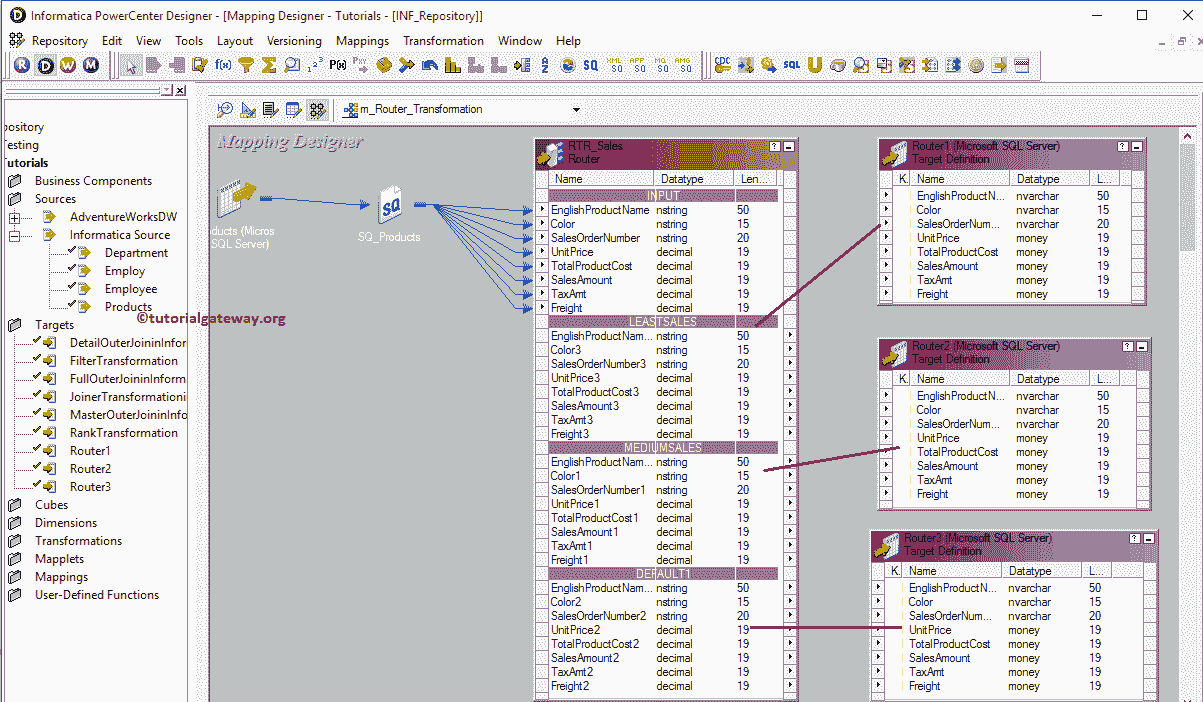 Informatica PowerCenter Designer - [Mapping Designer - Tutorials - [INF_Repository]]
Repository Edit View Tools Layout Versioning Mappings Transformation Window Help
m_Router_Transformation
pository
esting
utorials
Business Components
Sources
AdventureWorksDW
Informatica Source
Department
Employ
Employee
Products
©tutorialgateway.org
Targets
DetailOuterJoininInfor
FilterTransformation
FullOuterJoininInform
JoinerTransformationi
MasterOuterJoininInfo
RankTransformation
Router1
Router2
Router3
Cubes
Dimensions
Transformations
Mapplets
Mappings
User-Defined Functions
Mapping Designer
oducts (Micros
SQL Server)
SQ
SQ_Products
RTR_Sales
Router
Name Datatype Len...
INPUT
EnglishProductName nstring 50
Color nstring 15
SalesOrderNumber nstring 20
UnitPrice decimal 19
TotalProductCost decimal 19
SalesAmount decimal 19
TaxAmt decimal 19
Freight decimal 19
LEASTSALES
EnglishProductNam... nstring 50
Color3 nstring 15
SalesOrderNumber3 nstring 20
UnitPrice3 decimal 19
TotalProductCost3 decimal 19
SalesAmount3 decimal 19
TaxAmt3 decimal 19
Freight3 decimal 19
MEDIUMSALES
EnglishProductNam... nstring 50
Color1 nstring 15
SalesOrderNumber1 nstring 20
UnitPrice1 decimal 19
TotalProductCost1 decimal 19
SalesAmount1 decimal 19
TaxAmt1 decimal 19
Freight1 decimal 19
DEFAULT1
EnglishProductNam... nstring 50
Color2 nstring 15
SalesOrderNumber2 nstring 20
UnitPrice2 decimal 19
TotalProductCost2 decimal 19
SalesAmount2 decimal 19
TaxAmt2 decimal 19
Freight2 decimal 19
Router1 (Microsoft SQL Server)
Target Definition
K. Name Datatype L...
EnglishProductN... nvarchar 50
Color nvarchar 15
SalesOrderNum... nvarchar 20
UnitPrice money 19
TotalProductCost money 19
SalesAmount money 19
TaxAmt money 19
Freight money 19
Router2 (Microsoft SQL Server)
Target Definition
K. Name Datatype L...
EnglishProductN... nvarchar 50
Color nvarchar 15
SalesOrderNum... nvarchar 20
UnitPrice money 19
TotalProductCost money 19
SalesAmount money 19
TaxAmt money 19
Freight money 19
Router3 (Microsoft SQL Server)
Target Definition
K. Name Datatype L...
EnglishProductN... nvarchar 50
Color nvarchar 15
SalesOrderNum... nvarchar 20
UnitPrice money 19
TotalProductCost money 19
SalesAmount money 19
TaxAmt money 19
Freight money 19